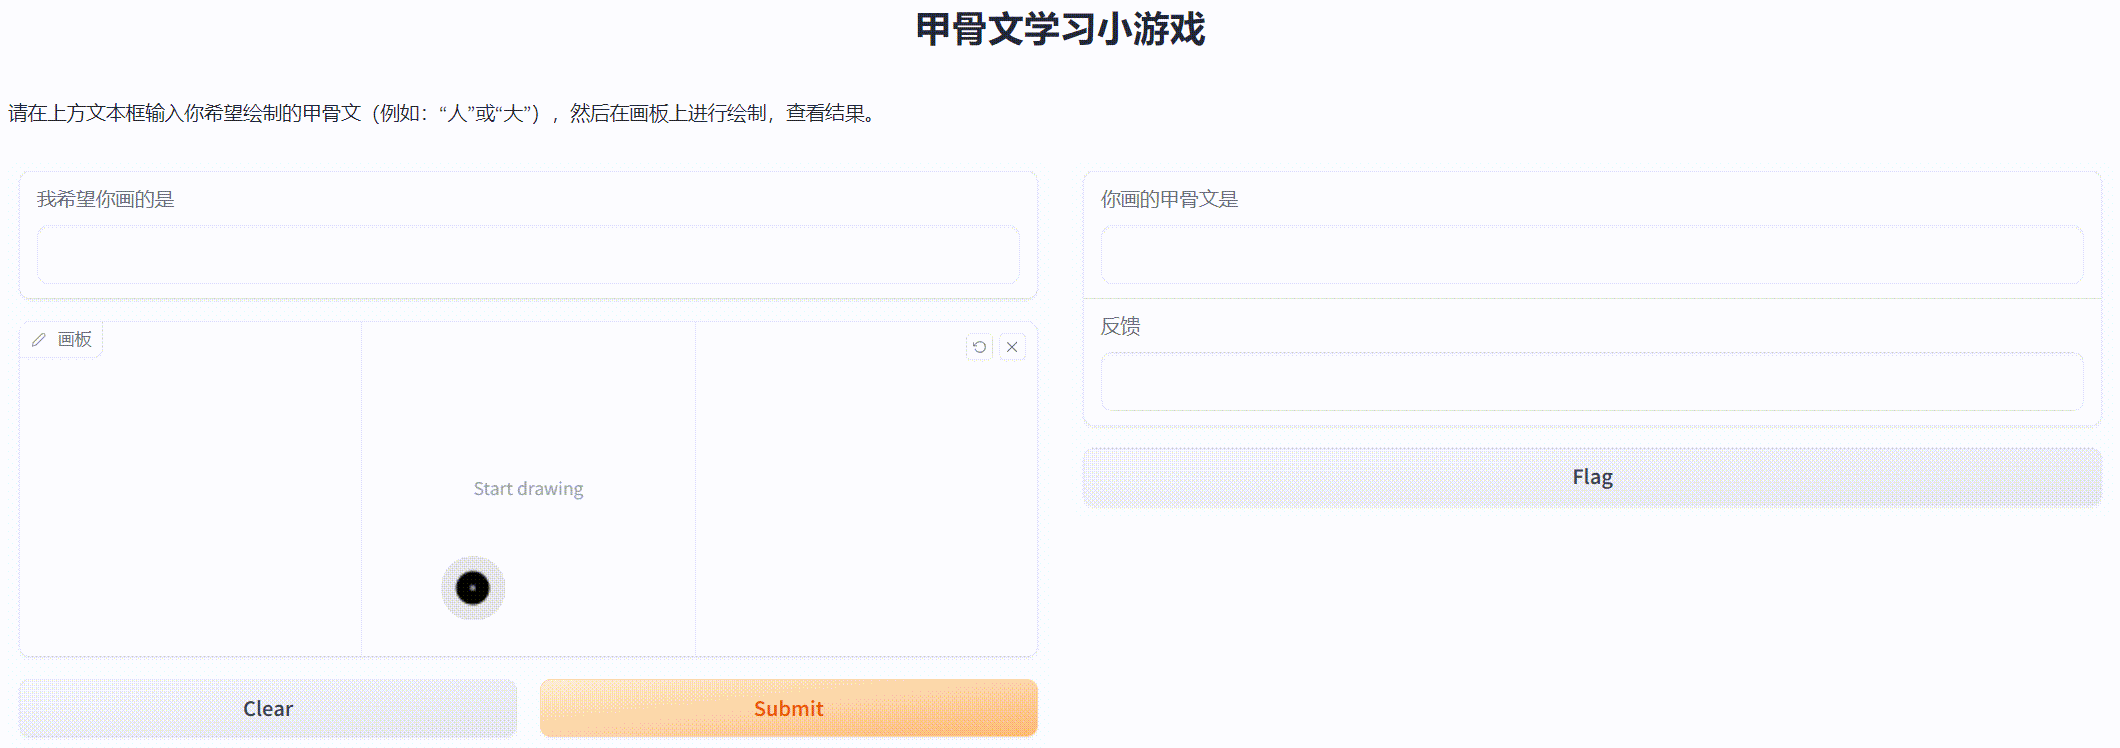 甲骨文学习小游戏
请在上方文本框输入你希望绘制的甲骨文（例如：“人”或“大”），然后在画板上进行绘制，查看结果。
我希望你画的是
画板
Start drawing
Clear
Submit
你画的甲骨文是
反馈
Flag